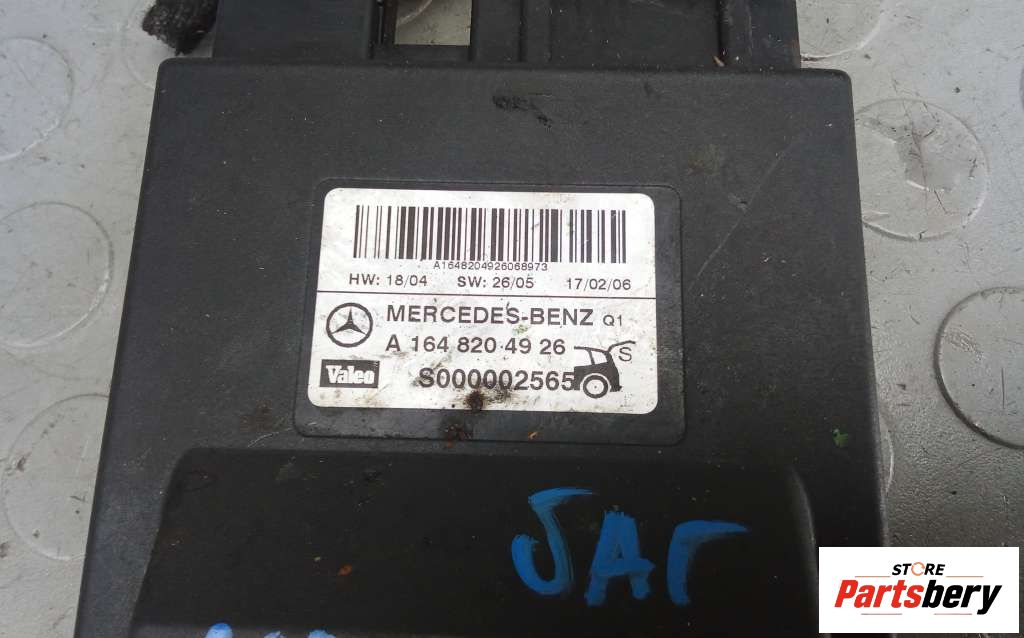 A1648204926068973
HW: 18/04 SW: 26/05 17/02/06
MERCEDES-BENZ Q1
A 164 820 49 26
S
Valeo S000002565
БАГ
STORE
Partsbery